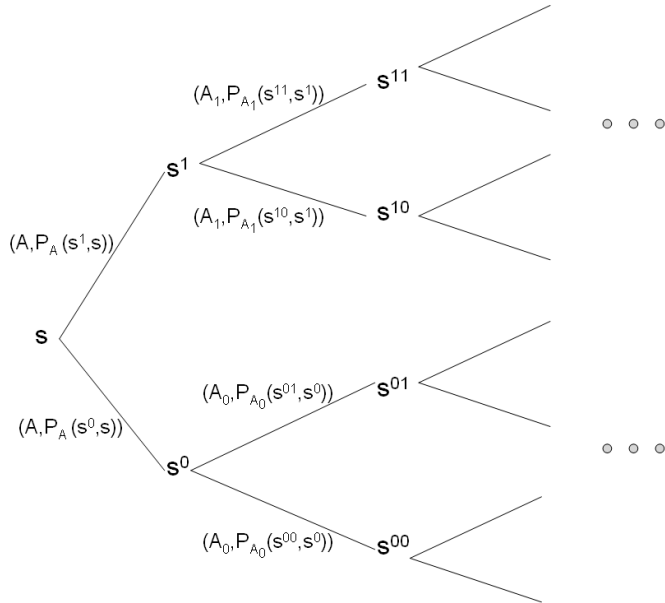 s¹¹
(A₁,P_A₁(s¹¹,s¹))
s¹
(A₁,P_A₁(s¹⁰,s¹))
s¹⁰
(A,P_A (s¹,s))
s
(A₀,P_A₀(s⁰¹,s⁰))
s⁰¹
(A,P_A (s⁰,s))
s⁰
(A₀,P_A₀(s⁰⁰,s⁰))
s⁰⁰